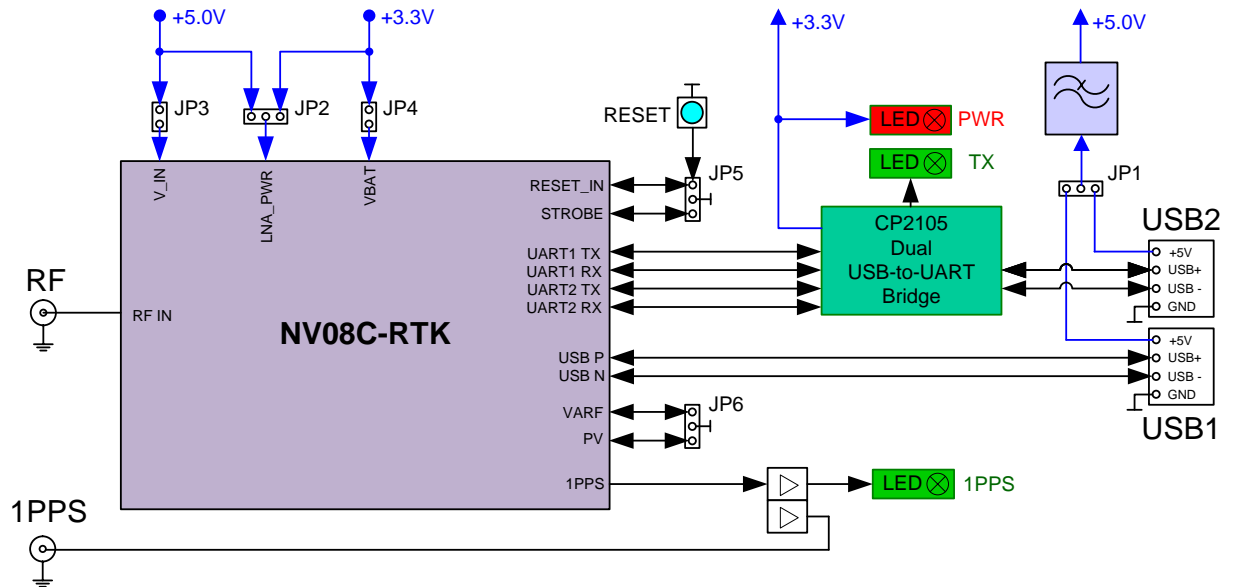 +5.0V
+3.3V
+3.3V
+5.0V
JP3
JP2
JP4
RESET
LED
PWR
LED
TX
JP5
JP1
V_IN
LNA_PWR
VBAT
RESET_IN
STROBE
CP2105
Dual
USB-to-UART
Bridge
USB2
+5V
USB+
USB -
GND
UART1 TX
UART1 RX
UART2 TX
UART2 RX
RF
RF IN
NV08C-RTK
USB P
USB N
+5V
USB+
USB -
GND
USB1
VARF
PV
JP6
1PPS
LED
1PPS
1PPS